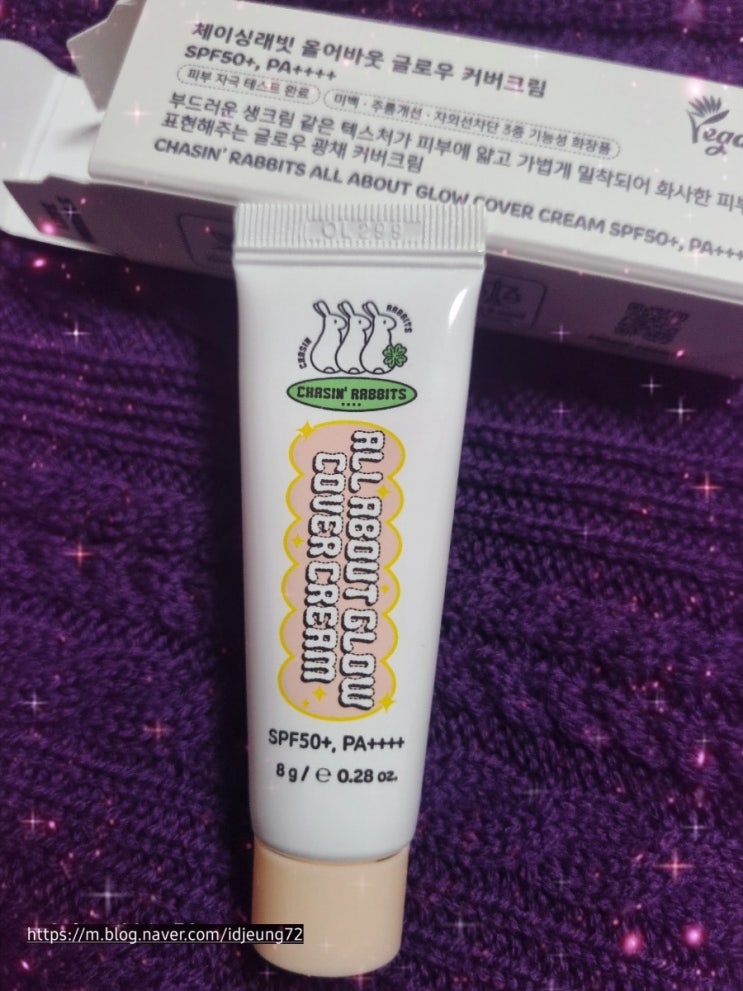 체이싱래빗 올어바웃 글로우 커버크림
SPF50+, PA++++
피부 자극 테스트 완료
미백·주름개선·자외선차단 3중 기능성 화장품
부드러운 생크림 같은 텍스처가 피부에 얇고 가볍게 밀착되어 화사한
표현해주는 글로우 광채 커버크림
CHASIN' RABBITS ALL ABOUT GLOW COVER CREAM SPF50+, PA+++
CHASIN' RABBITS
CHASIN' RABBITS
ALL ABOUT GLOW
COVER CREAM
SPF50+, PA++++
8 g / ℮ 0.28 oz.
https://m.blog.naver.com/idjeung72